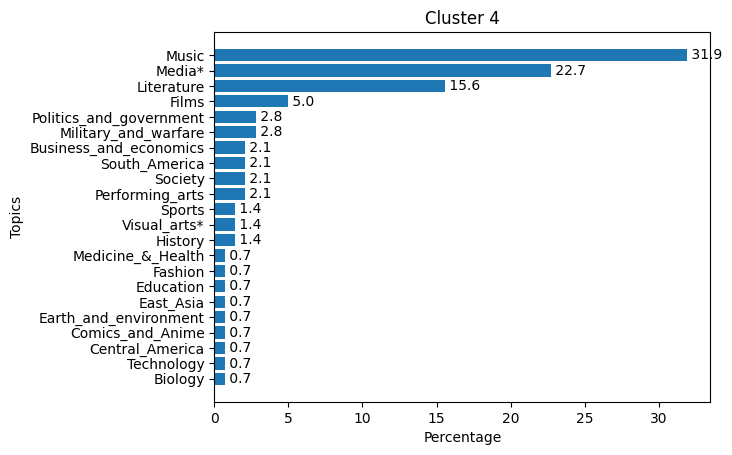 Cluster 4
Music 31.9
Media* 22.7
Literature 15.6
Films 5.0
Politics_and_government 2.8
Military_and_warfare 2.8
Business_and_economics 2.1
South_America 2.1
Society 2.1
Performing_arts 2.1
Sports 1.4
Visual_arts* 1.4
History 1.4
Medicine_&_Health 0.7
Fashion 0.7
Education 0.7
East_Asia 0.7
Earth_and_environment 0.7
Comics_and_Anime 0.7
Central_America 0.7
Technology 0.7
Biology 0.7
Topics
0 5 10 15 20 25 30
Percentage